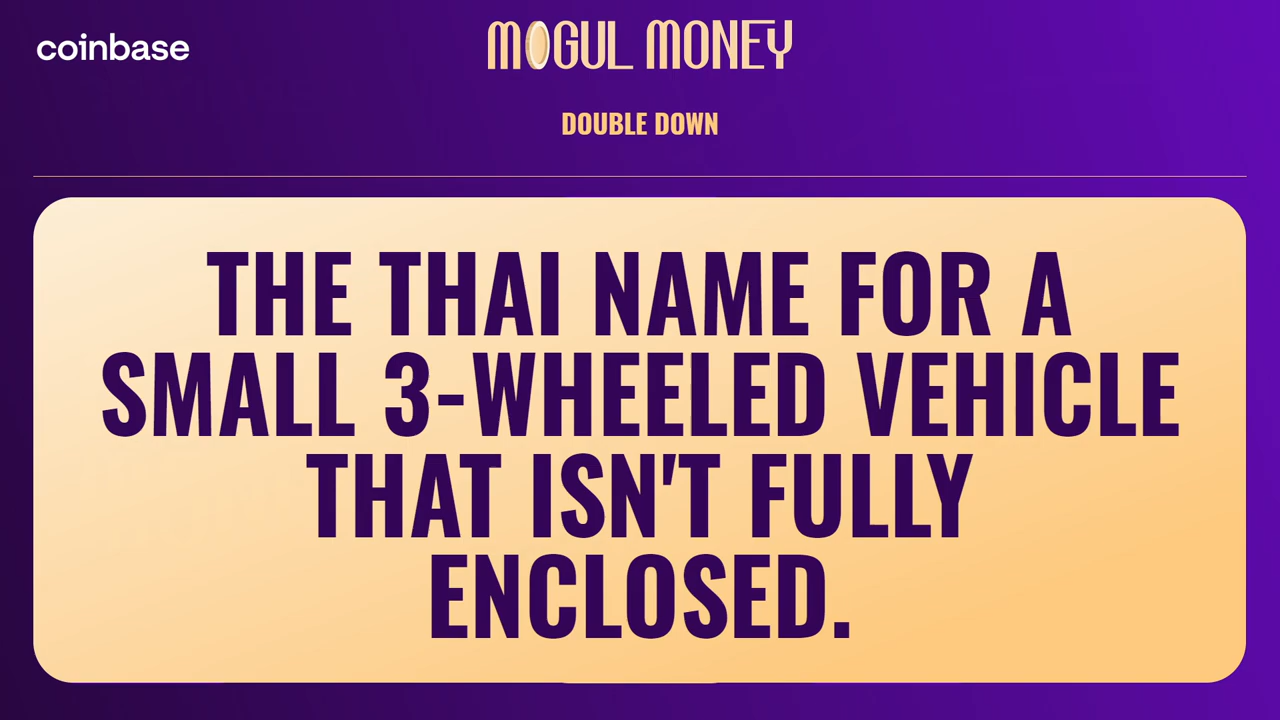 coinbase
MOGUL MONEY
DOUBLE DOWN
THE THAI NAME FOR A
SMALL 3-WHEELED VEHICLE
THAT ISN'T FULLY
ENCLOSED.